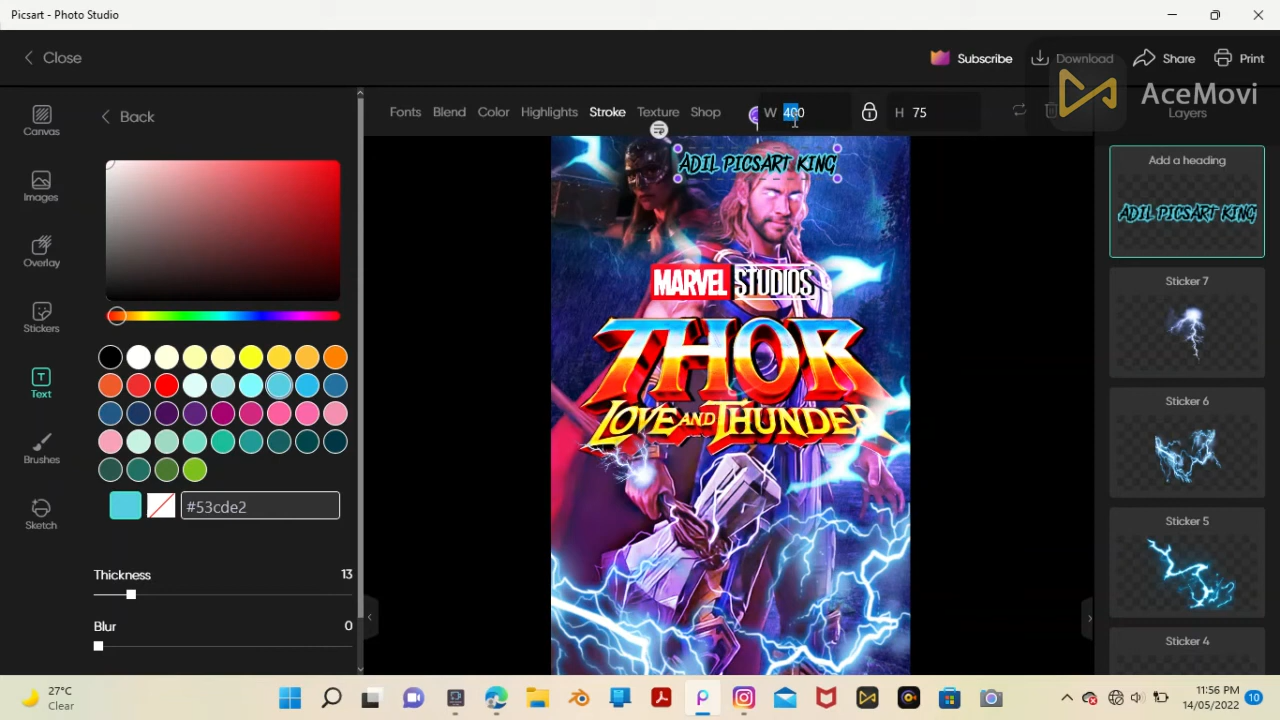 Picsart - Photo Studio
Close
Subscribe
Download
Share
Print
AceMovi
Canvas
Images
Overlay
Stickers
Text
Brushes
Sketch
Back
#53cde2
Thickness 13
Blur 0
Fonts Blend Color Highlights Stroke Texture Shop W 400 H 75
ADIL PICSART KING
MARVEL STUDIOS
THOR
LOVE AND THUNDER
Layers
Add a heading
ADIL PICSART KING
Sticker 7
Sticker 6
Sticker 5
Sticker 4
27°C
Clear
11:56 PM
14/05/2022
10